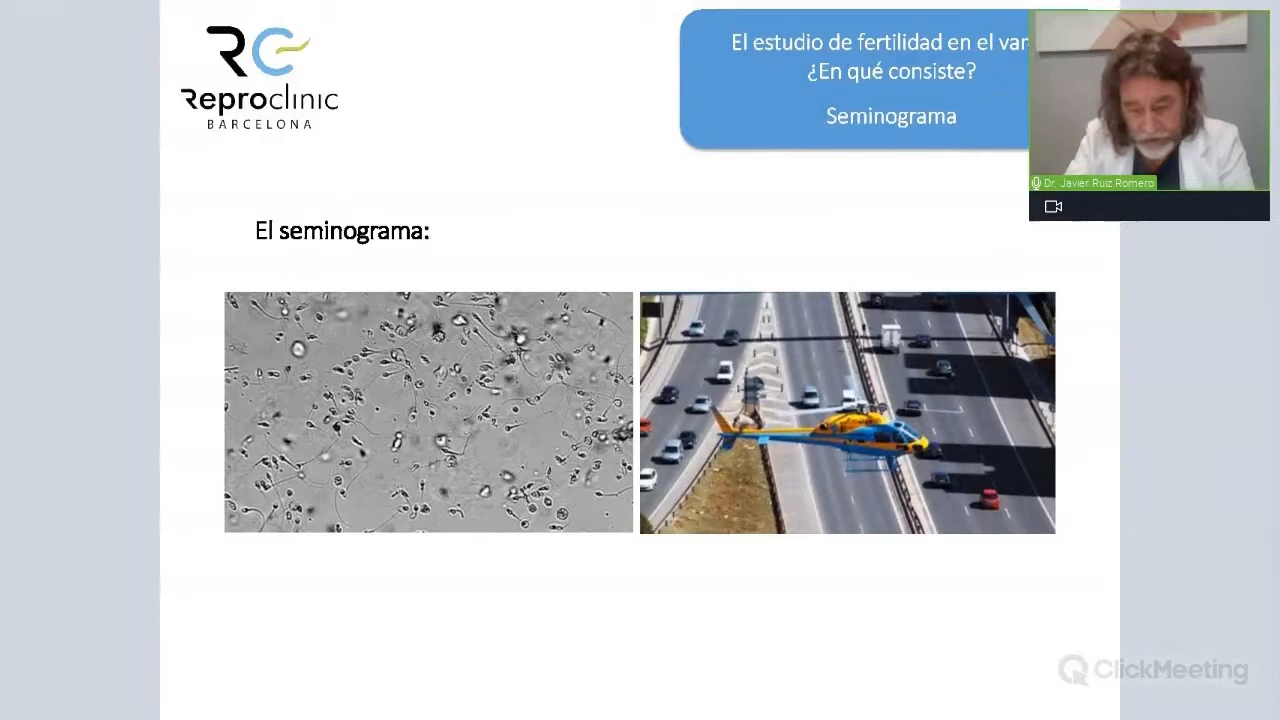 RC
Reproclinic
BARCELONA
El estudio de fertilidad en el var
¿En qué consiste?
Seminograma
Dr. Javier Ruiz Romero
El seminograma:
ClickMeeting